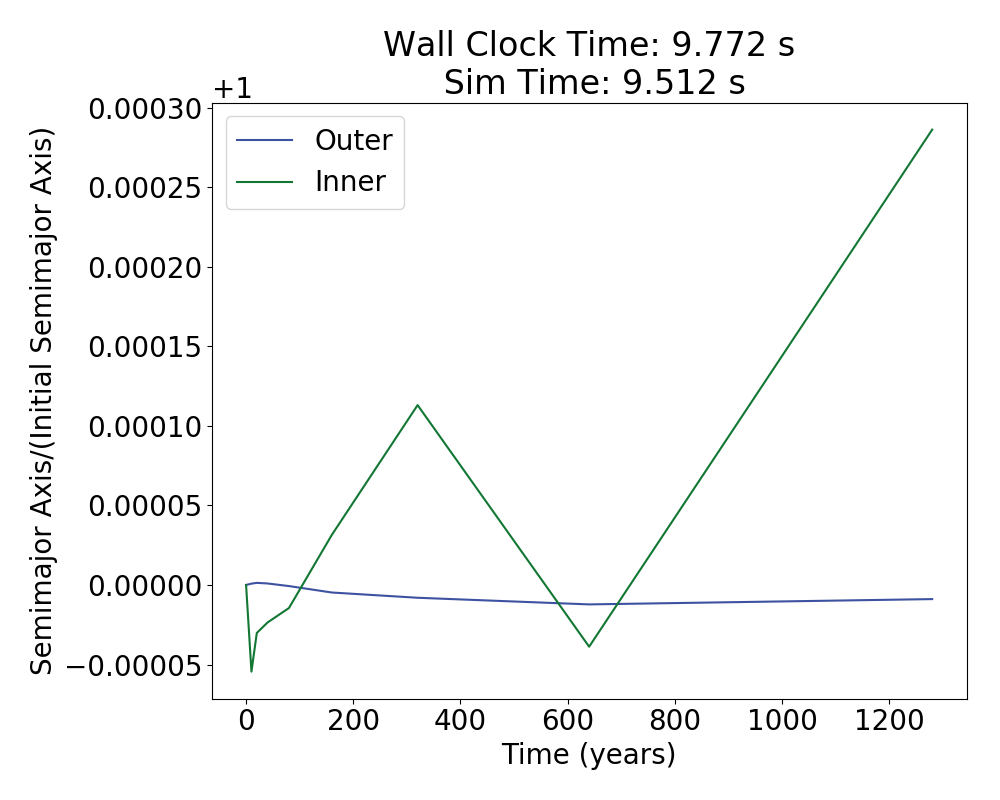 Wall Clock Time: 9.772 s
Sim Time: 9.512 s
+1
0.00030
0.00025
0.00020
0.00015
0.00010
0.00005
0.00000
−0.00005
Semimajor Axis/(Initial Semimajor Axis)
Outer
Inner
0 200 400 600 800 1000 1200
Time (years)